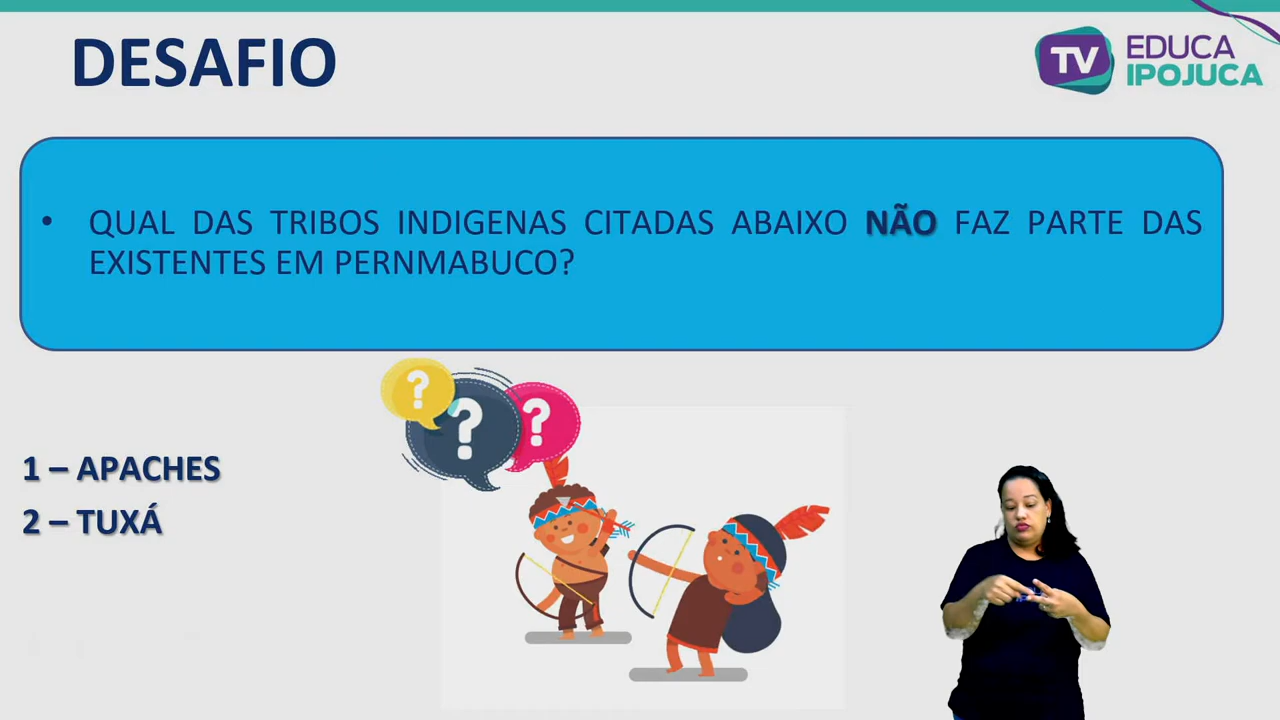 DESAFIO
TV EDUCA
IPOJUCA
• QUAL DAS TRIBOS INDIGENAS CITADAS ABAIXO NÃO FAZ PARTE DAS
EXISTENTES EM PERNMABUCO?
? ? ?
1 – APACHES
2 – TUXÁ